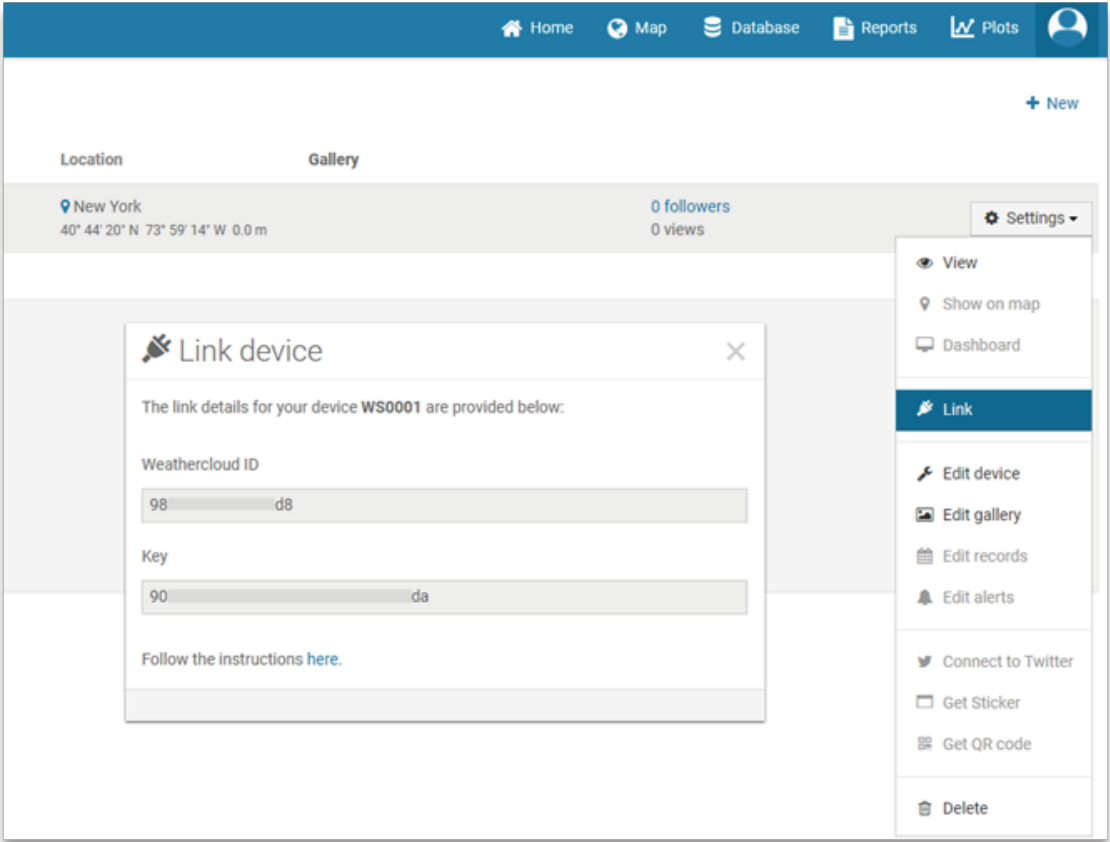 Home Map Database Reports Plots
+ New
Location Gallery
New York
40° 44' 20" N 73° 59' 14" W 0.0 m
0 followers
0 views
Settings
View
Show on map
Dashboard
Link
Edit device
Edit gallery
Edit records
Edit alerts
Connect to Twitter
Get Sticker
Get QR code
Delete
Link device
The link details for your device WS0001 are provided below:
Weathercloud ID
98 d8
Key
90 da
Follow the instructions here.